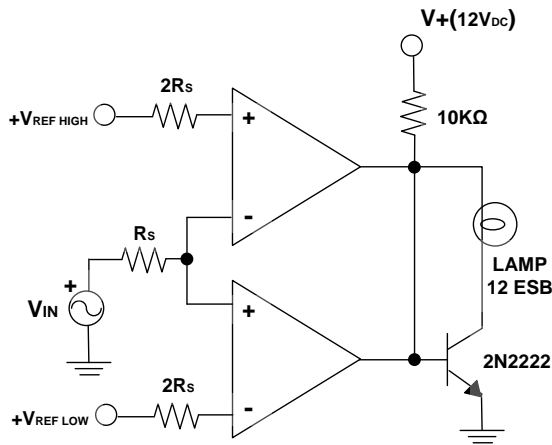 V+(12VDC)
2RS
+VREF HIGH
+
10KΩ
-
RS
LAMP
12 ESB
+
VIN
+
2N2222
2RS
-
+VREF LOW